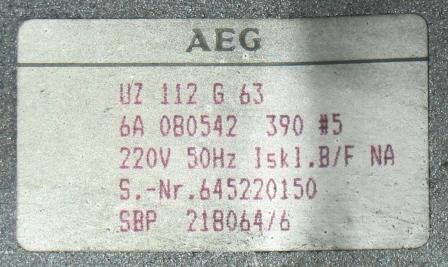 AEG
UZ 112 G 63
6A 080542 390 #5
220V 50Hz Iskl.B/F NA
S.-Nr.645220150
SBP 218064/6